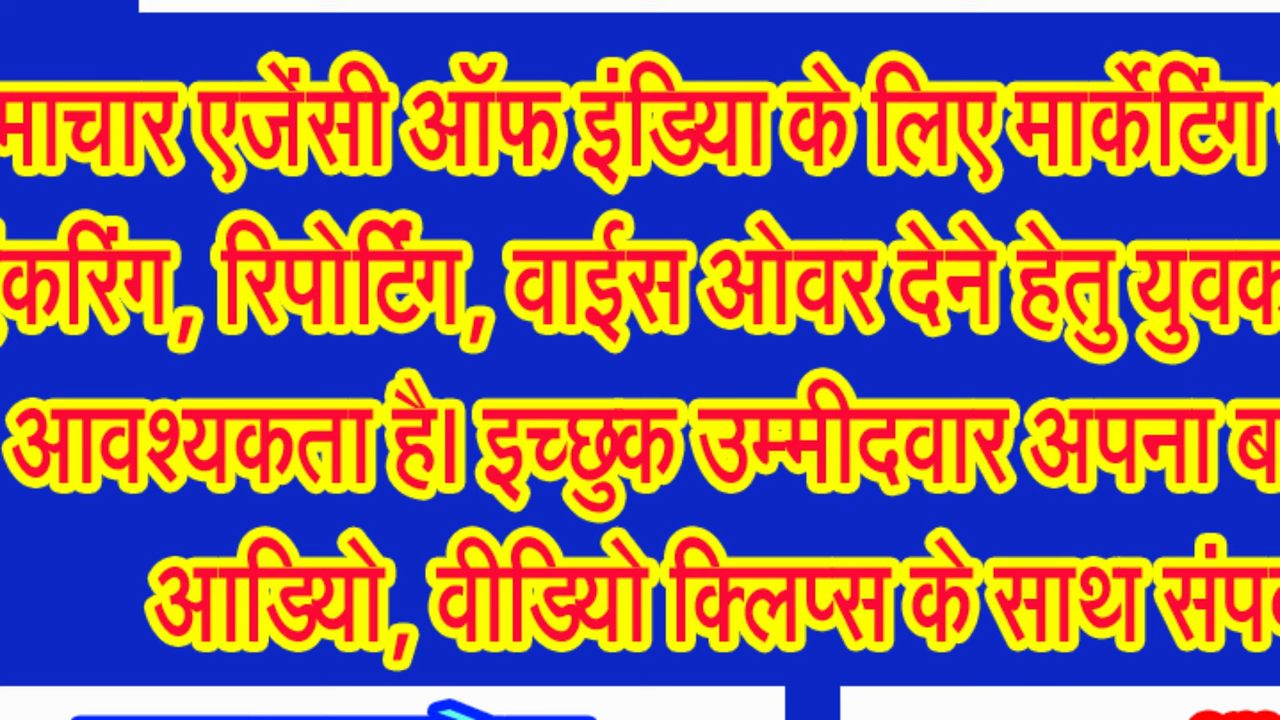 माचार एजेंसी ऑफ इंडिया के लिए मार्केटिंग
करिंग, रिपोर्टिंग, वाईस ओवर देने हेतु युवक
आवश्यकता है। इच्छुक उम्मीदवार अपना ब
आडियो, वीडियो क्लिप्स के साथ संप